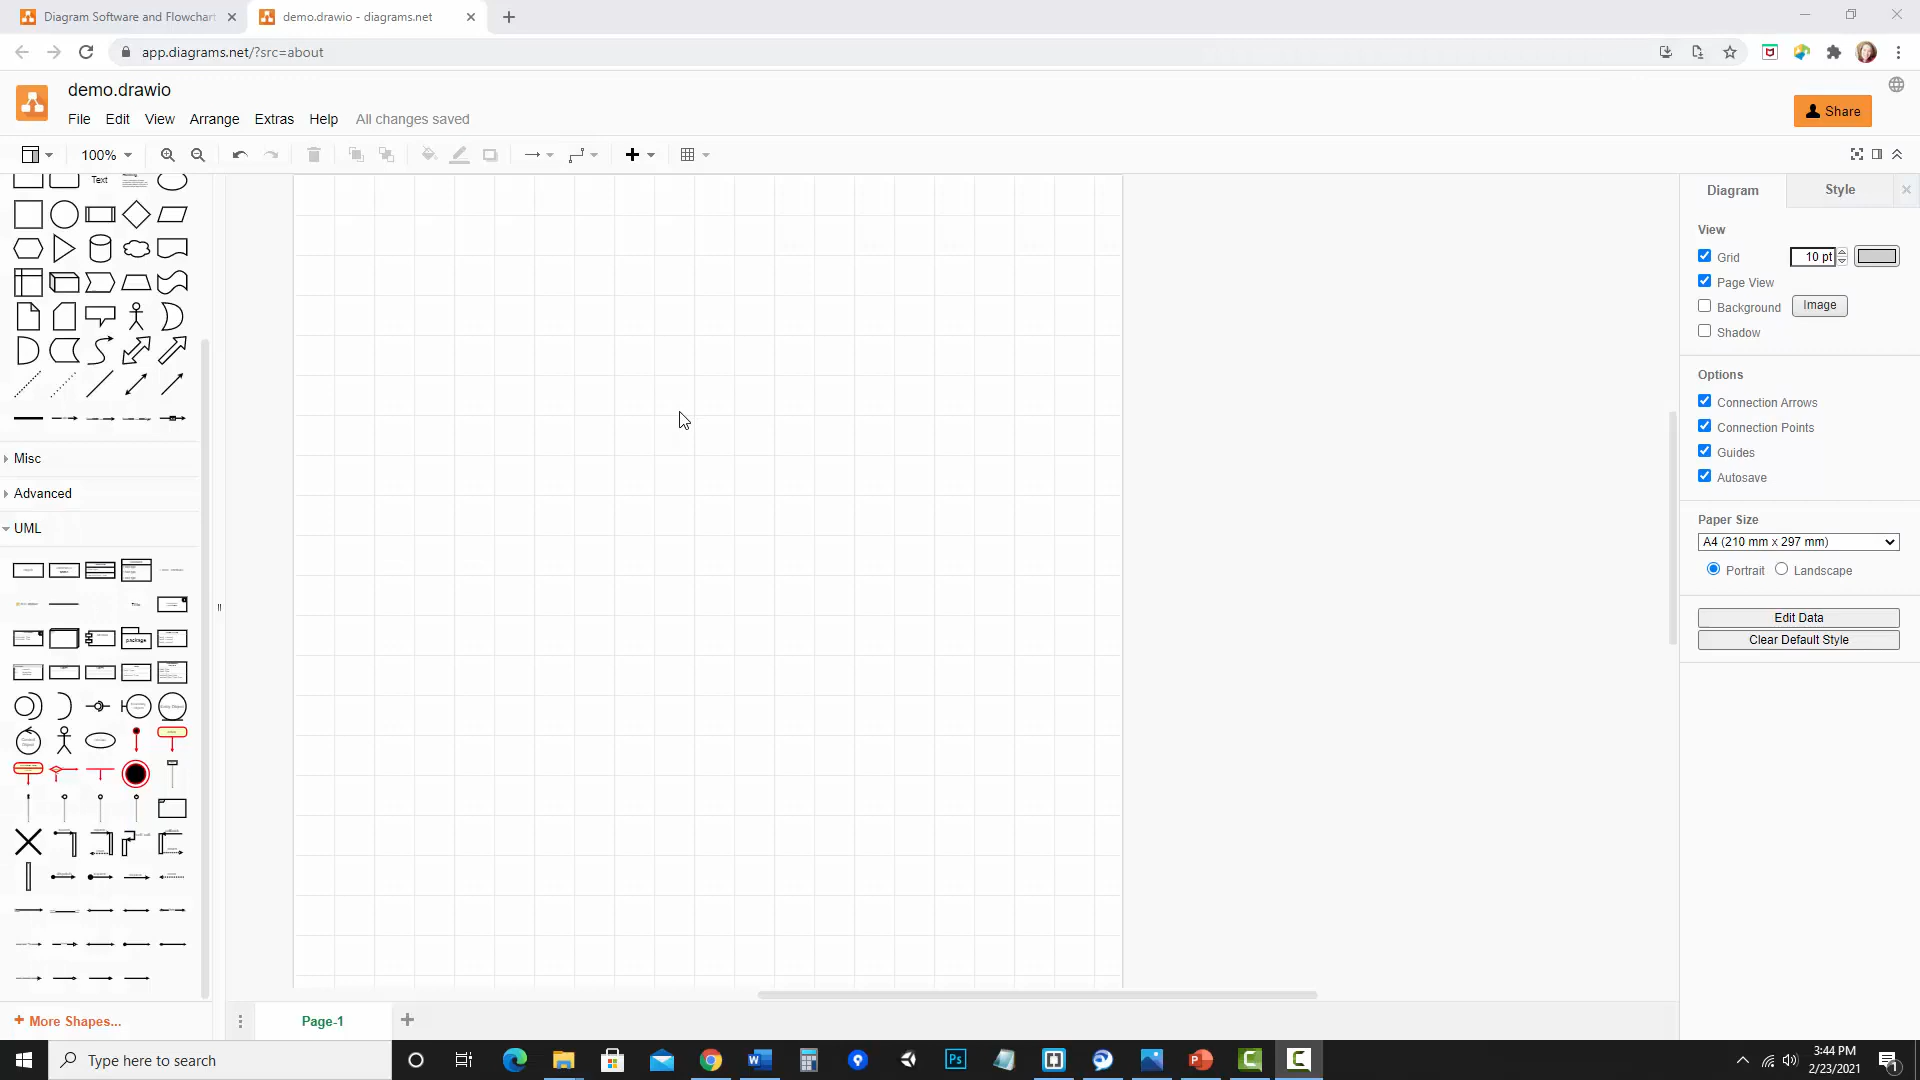 Diagram Software and Flowchart
demo.drawio - diagrams.net
app.diagrams.net/?src=about
demo.drawio
File Edit View Arrange Extras Help All changes saved
Share
100%
Text
Diagram Style
View
Grid 10 pt
Page View
Background Image
Shadow
Options
Connection Arrows
Connection Points
Guides
Autosave
Paper Size
A4 (210 mm x 297 mm)
Portrait Landscape
Edit Data
Clear Default Style
Misc
Advanced
UML
Title
package
+ More Shapes...
Page-1
Type here to search
Ps
3:44 PM
2/23/2021
1